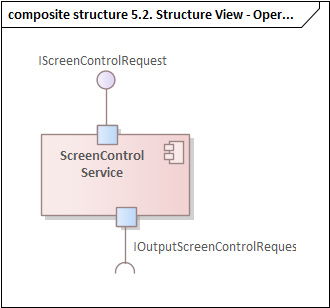 composite structure 5.2. Structure View - Oper...
IScreenControlRequest
ScreenControl
Service
IOutputScreenControlReques